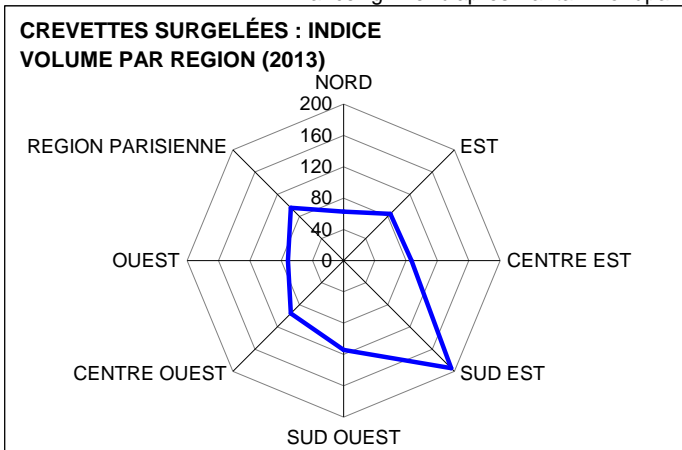 CREVETTES SURGELÉES : INDICE
VOLUME PAR REGION (2013)
NORD
200
REGION PARISIENNE
160
EST
120
80
40
OUEST
0
CENTRE EST
CENTRE OUEST
SUD EST
SUD OUEST